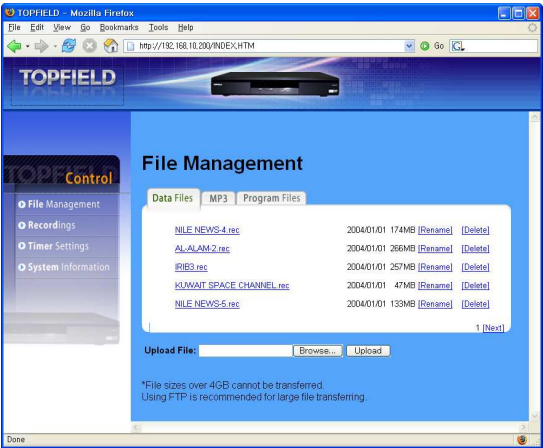 TOPFIELD - Mozilla Firefox
File Edit View Go Bookmarks Tools Help
http://192.168.10.200/INDEX.HTM Go G
TOPFIELD
TOPFIELD
Control
File Management
Recordings
Timer Settings
System Information
File Management
Data Files MP3 Program Files
NILE NEWS-4.rec 2004/01/01 174MB [Rename] [Delete]
AL-ALAM-2.rec 2004/01/01 266MB [Rename] [Delete]
IRIB3.rec 2004/01/01 257MB [Rename] [Delete]
KUWAIT SPACE CHANNEL.rec 2004/01/01 47MB [Rename] [Delete]
NILE NEWS-5.rec 2004/01/01 133MB [Rename] [Delete]
1 [Next]
Upload File: Browse... Upload
*File sizes over 4GB cannot be transferred.
Using FTP is recommended for large file transferring.
Done